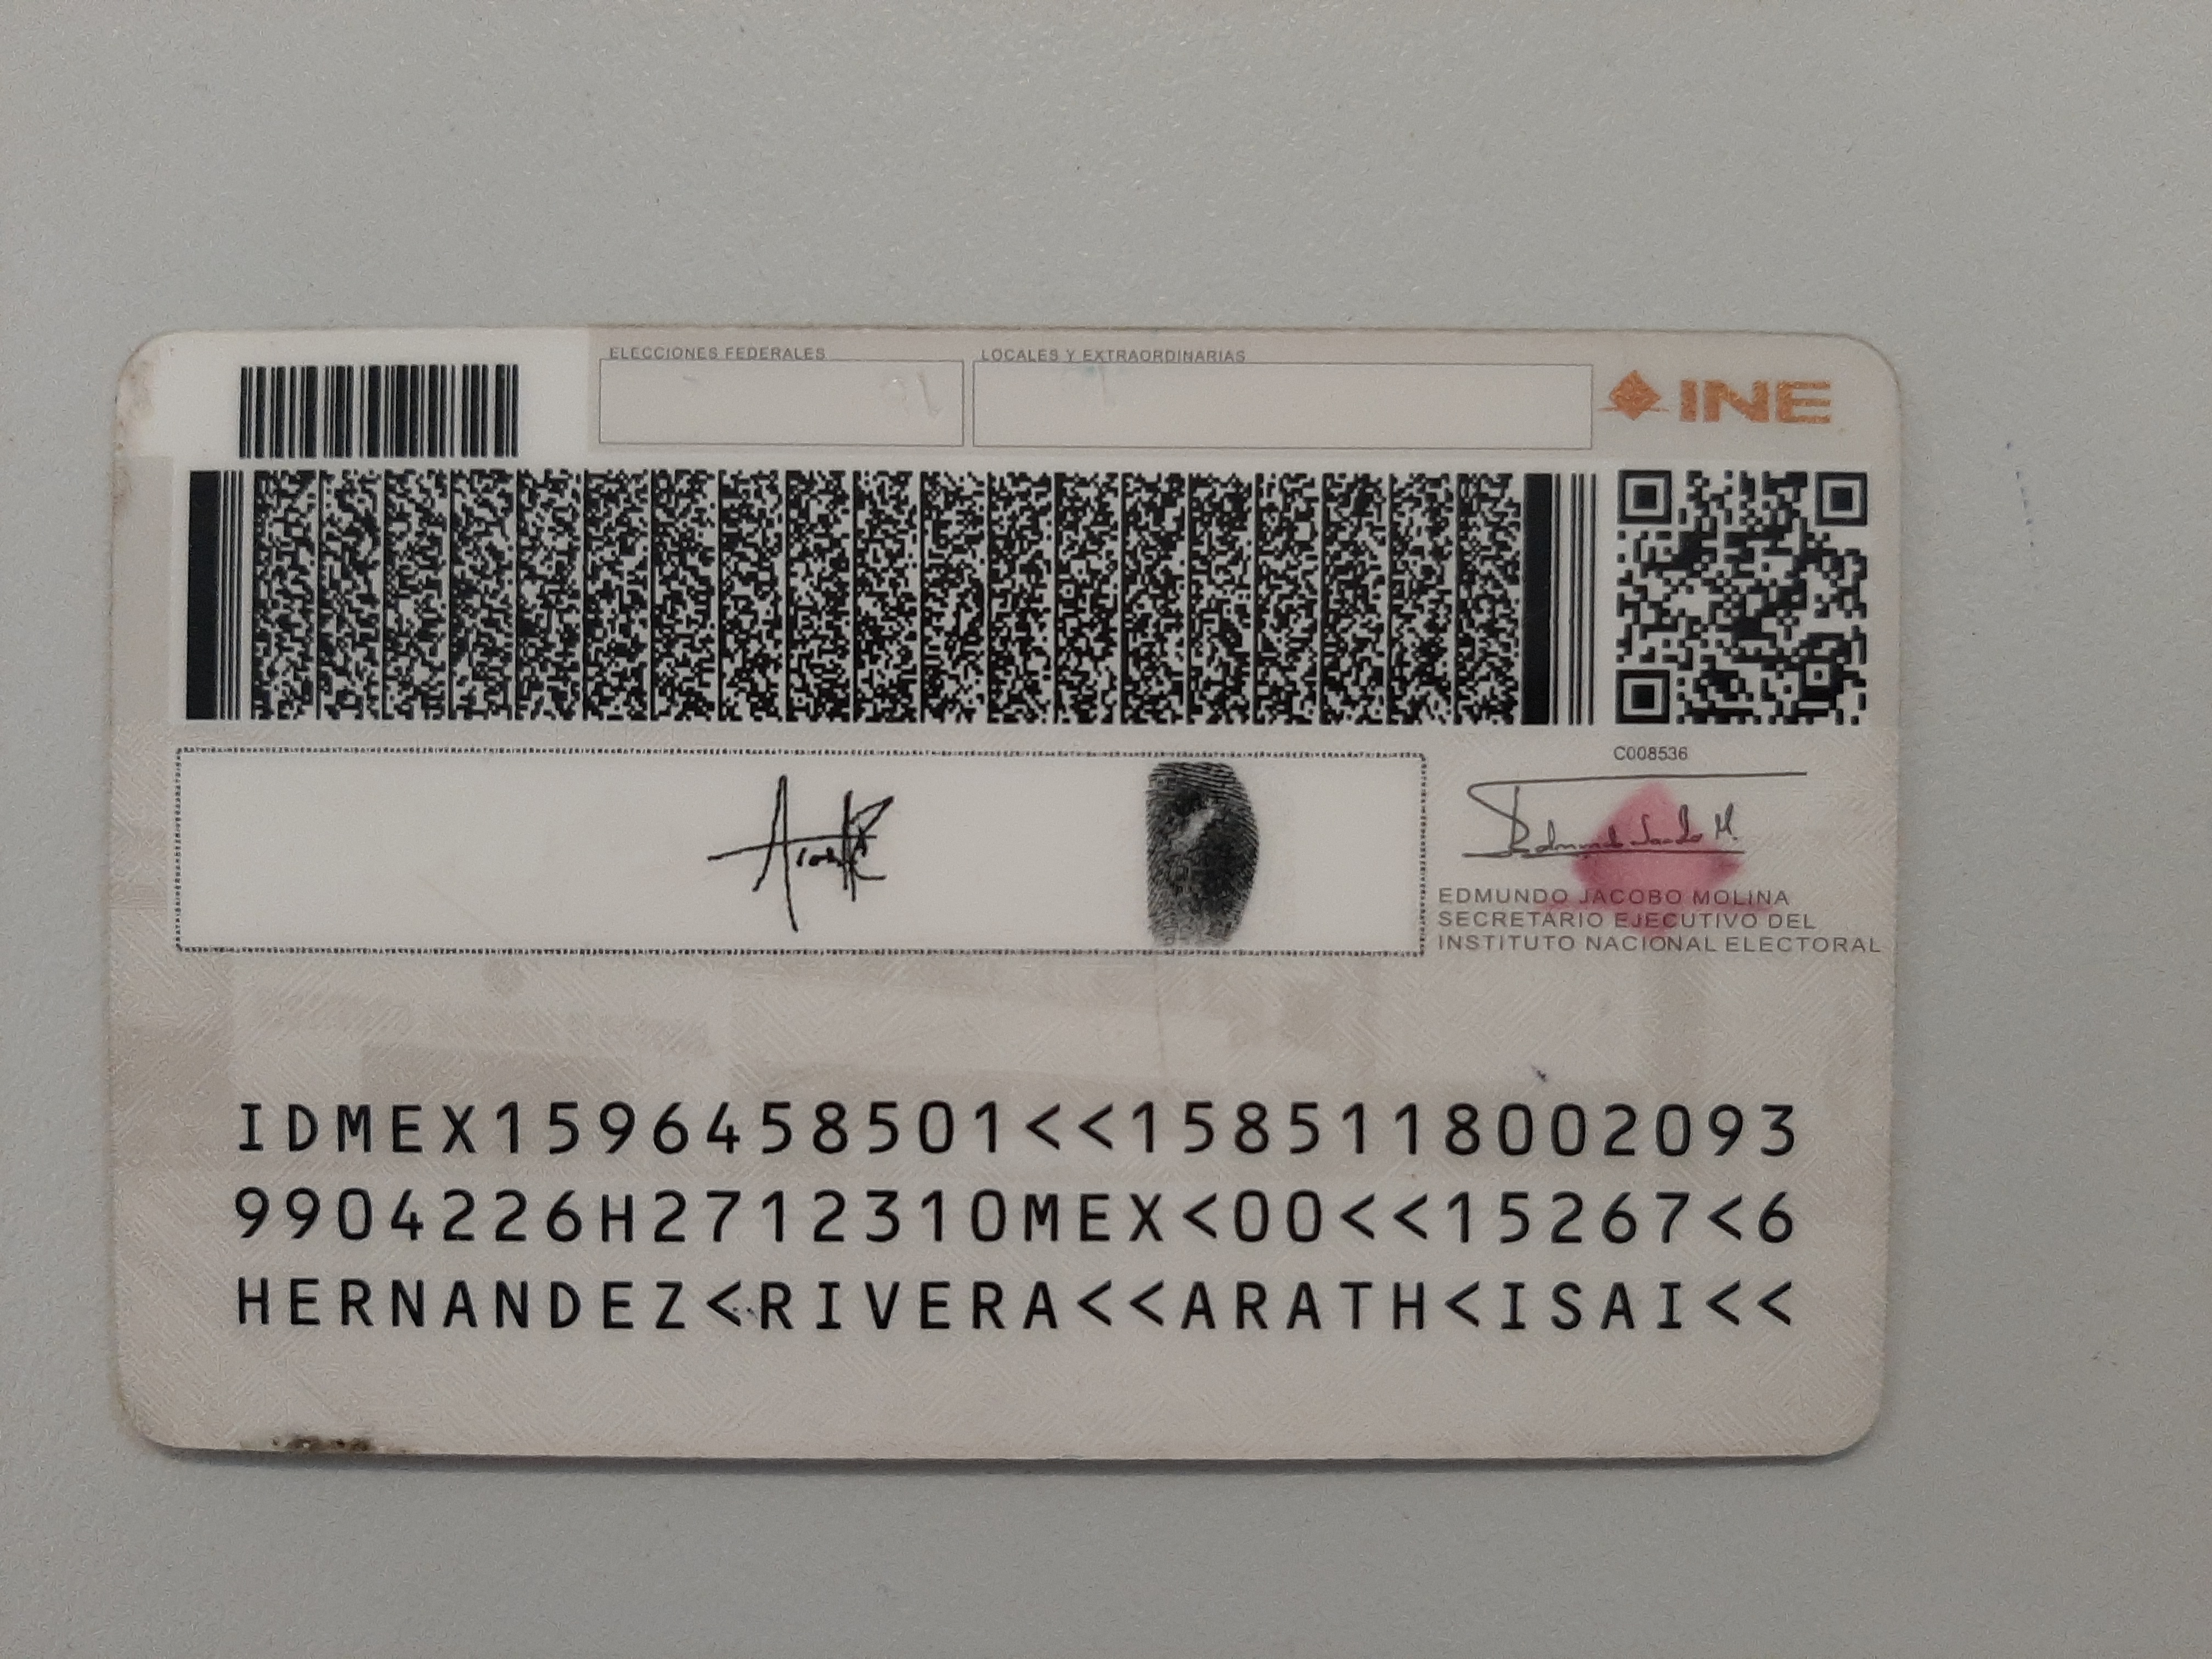 ELECCIONES FEDERALES
LOCALES Y EXTRAORDINARIAS
INE
C008536
EDMUNDO JACOBO MOLINA
SECRETARIO EJECUTIVO DEL
INSTITUTO NACIONAL ELECTORAL
IDMEX1596458501<<1585118002093
9904226H2712310MEX<00<<15267<6
HERNANDEZ<RIVERA<<ARATH<ISAI<<